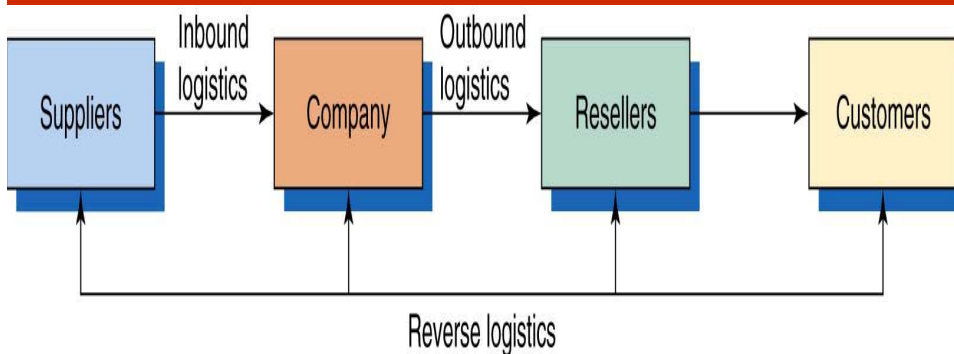 Inbound
logistics
Outbound
logistics
Suppliers
Company
Resellers
Customers
Reverse logistics